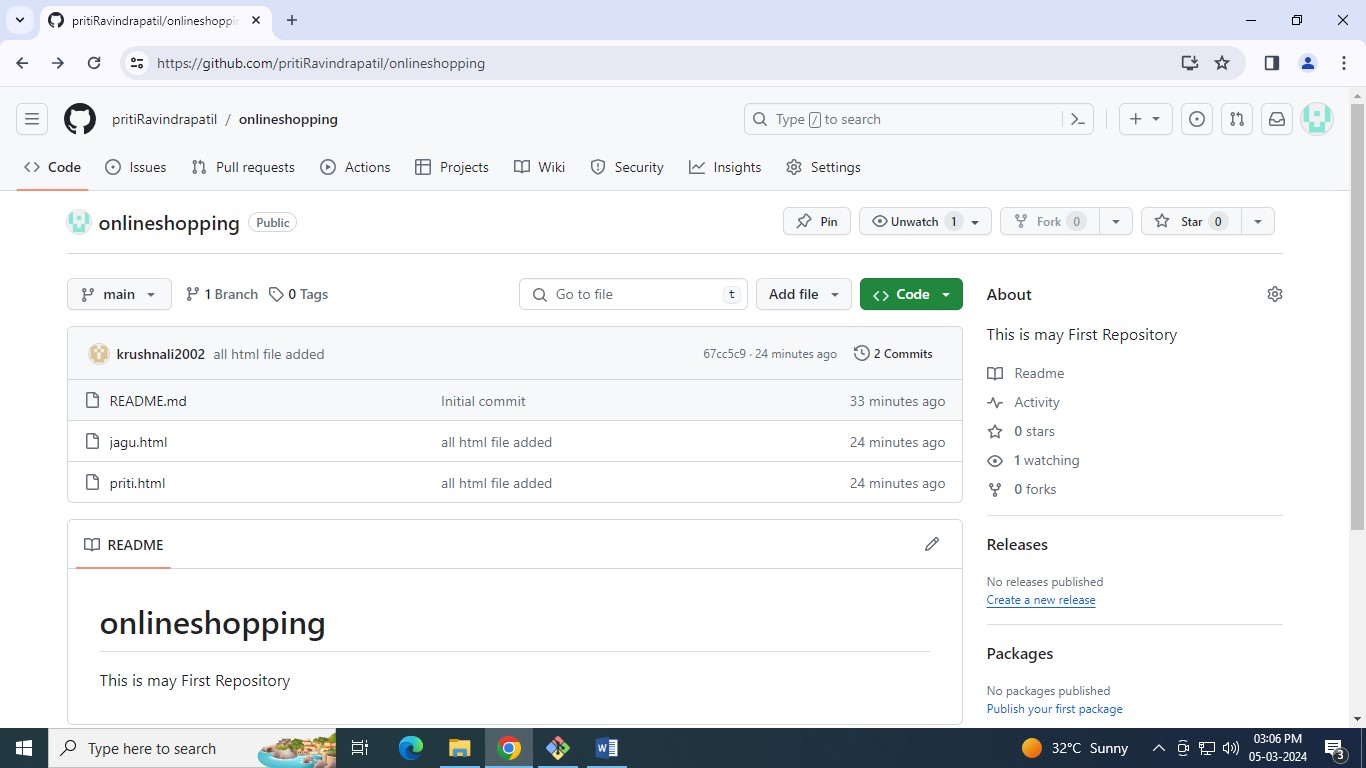 pritiRavindrapatil/onlineshoppin
https://github.com/pritiRavindrapatil/onlineshopping
pritiRavindrapatil / onlineshopping
Type / to search
Code Issues Pull requests Actions Projects Wiki Security Insights Settings
onlineshopping Public
Pin Unwatch 1 Fork 0 Star 0
main 1 Branch 0 Tags Go to file t Add file Code
krushnali2002 all html file added 67cc5c9 · 24 minutes ago 2 Commits
README.md Initial commit 33 minutes ago
jagu.html all html file added 24 minutes ago
priti.html all html file added 24 minutes ago
README
onlineshopping
This is may First Repository
About
This is may First Repository
Readme
Activity
0 stars
1 watching
0 forks
Releases
No releases published
Create a new release
Packages
No packages published
Publish your first package
Type here to search
32°C Sunny
03:06 PM
05-03-2024
3